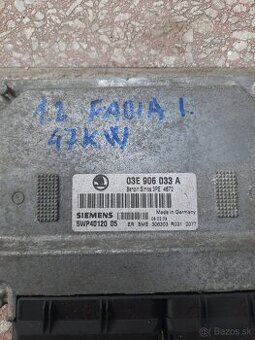 1.2 FABIA I.
47KW
03E 906 033 A
Benzin Simos 3PE 4670
SIEMENS
Made in Germany
5WP40120 05
bazos.sk